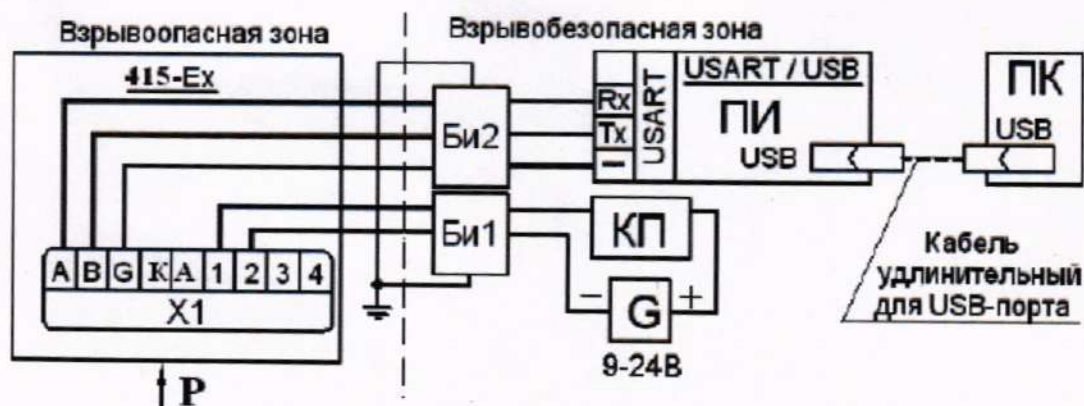 Взрывоопасная зона
Взрывобезопасная зона
415-Ex
USART / USB
ПК
Rx
Tx
–
USART
ПИ
USB
USB
Би2
Би1
КП
Кабель
удлинительный
для USB-порта
A B G К А 1 2 3 4
X1
– G +
9-24В
P